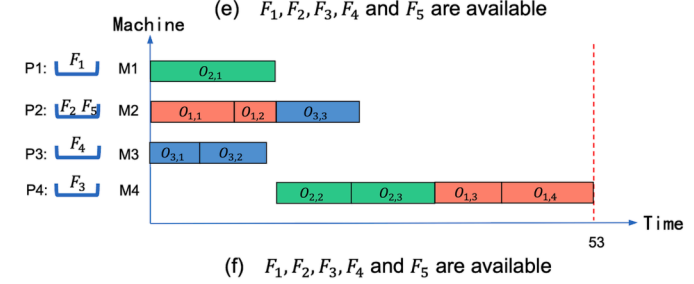 (e) F₁, F₂, F₃, F₄ and F₅ are available
Machine
P1: F₁ M1 O₂,₁
P2: F₂ F₅ M2 O₁,₁ O₁,₂ O₃,₃
P3: F₄ M3 O₃,₁ O₃,₂
P4: F₃ M4 O₂,₂ O₂,₃ O₁,₃ O₁,₄
Time
53
(f) F₁, F₂, F₃, F₄ and F₅ are available